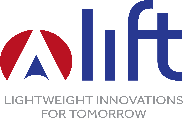 lift
LIGHTWEIGHT INNOVATIONS
FOR TOMORROW